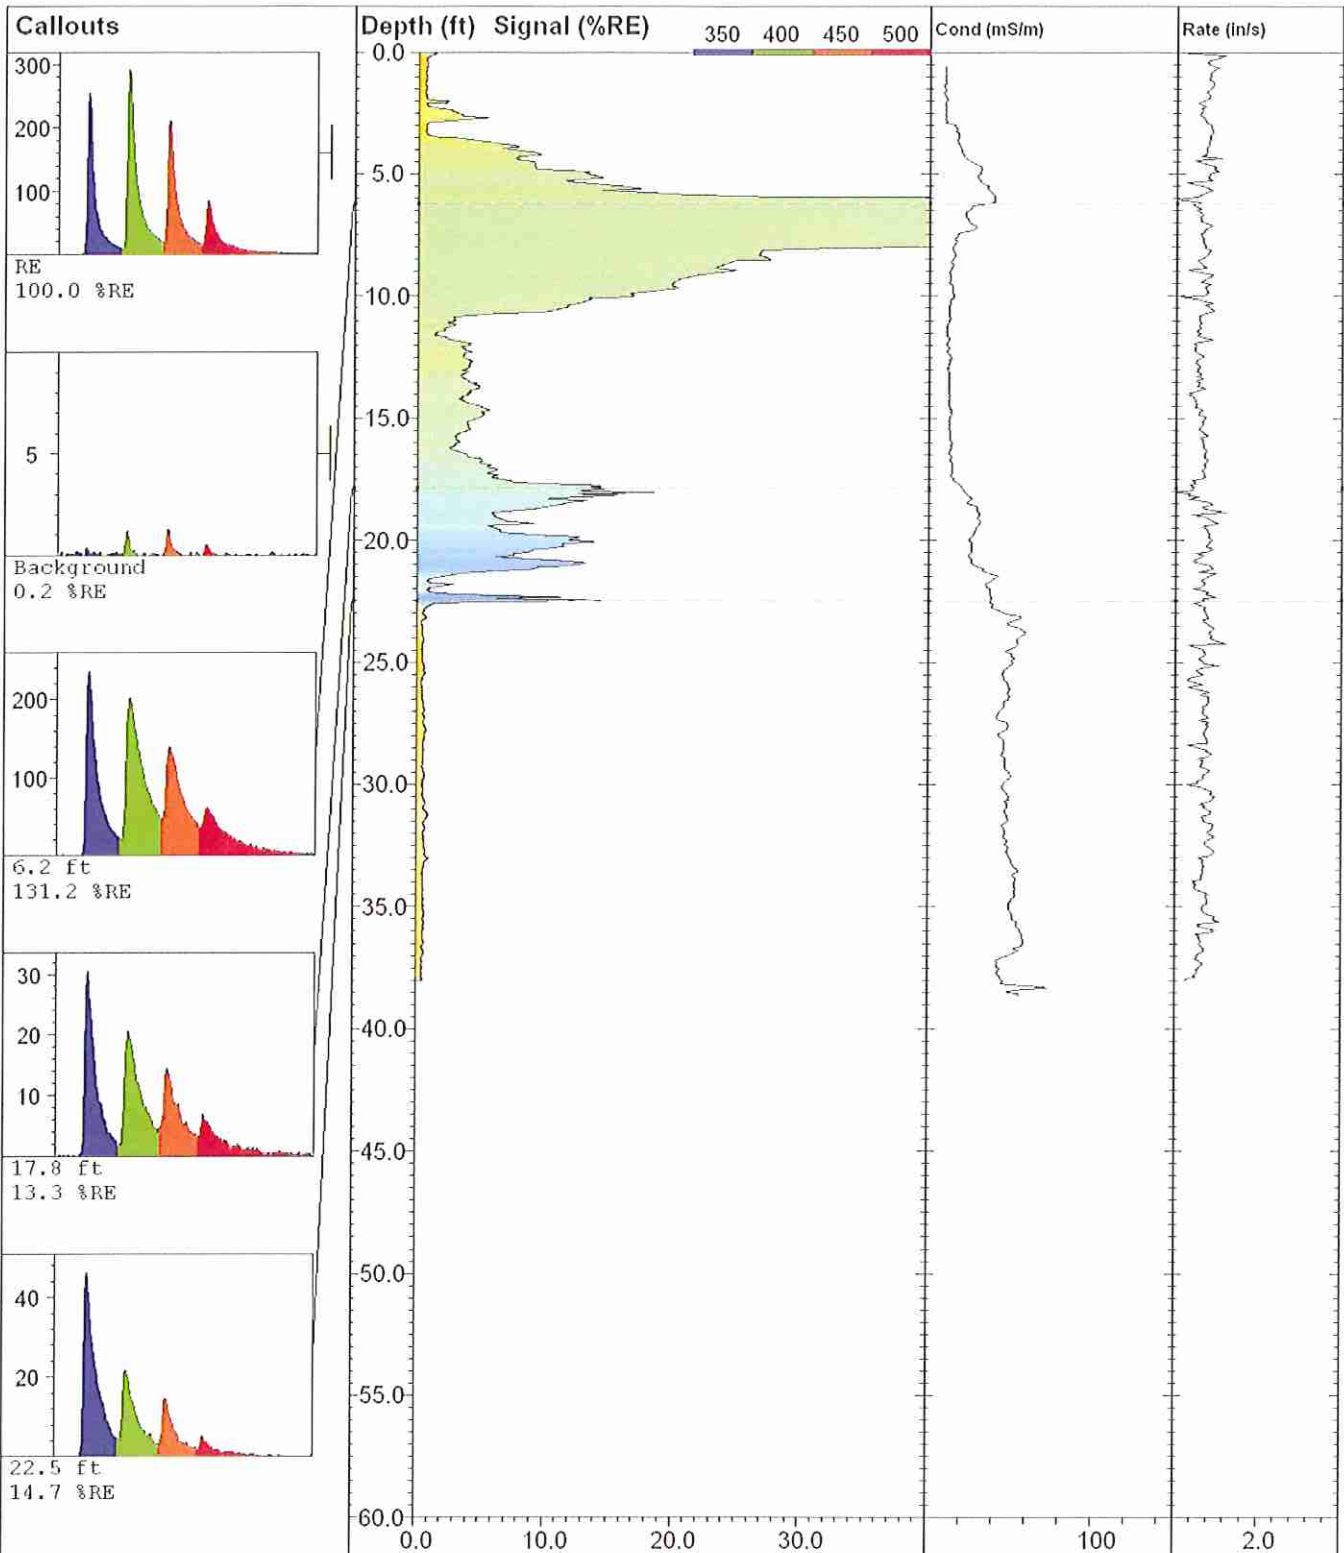 Callouts
Depth (ft) Signal (%RE)
350 400 450 500
Cond (mS/m)
Rate (in/s)
300
200
100
RE
100.0 %RE
5
Background
0.2 %RE
200
100
6.2 ft
131.2 %RE
30
20
10
17.8 ft
13.3 %RE
40
20
22.5 ft
14.7 %RE
0.0
5.0
10.0
15.0
20.0
25.0
30.0
35.0
40.0
45.0
50.0
55.0
60.0
0.0 10.0 20.0 30.0
100
2.0